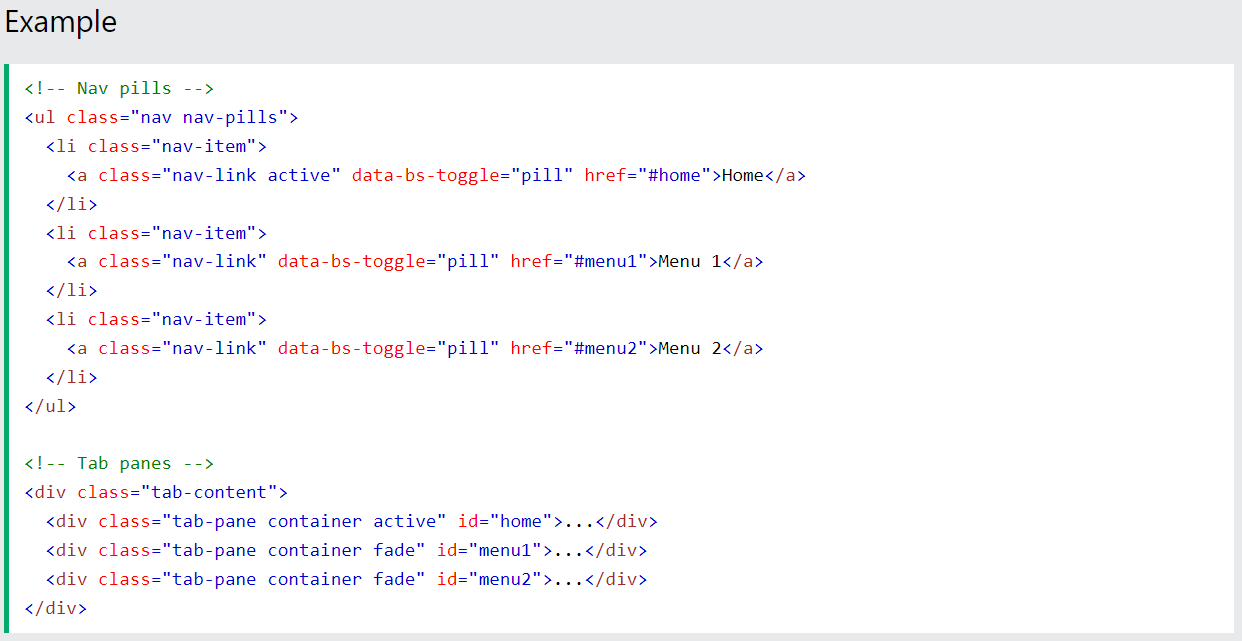 Example
<!-- Nav pills -->
<ul class="nav nav-pills">
  <li class="nav-item">
    <a class="nav-link active" data-bs-toggle="pill" href="#home">Home</a>
  </li>
  <li class="nav-item">
    <a class="nav-link" data-bs-toggle="pill" href="#menu1">Menu 1</a>
  </li>
  <li class="nav-item">
    <a class="nav-link" data-bs-toggle="pill" href="#menu2">Menu 2</a>
  </li>
</ul>

<!-- Tab panes -->
<div class="tab-content">
  <div class="tab-pane container active" id="home">...</div>
  <div class="tab-pane container fade" id="menu1">...</div>
  <div class="tab-pane container fade" id="menu2">...</div>
</div>